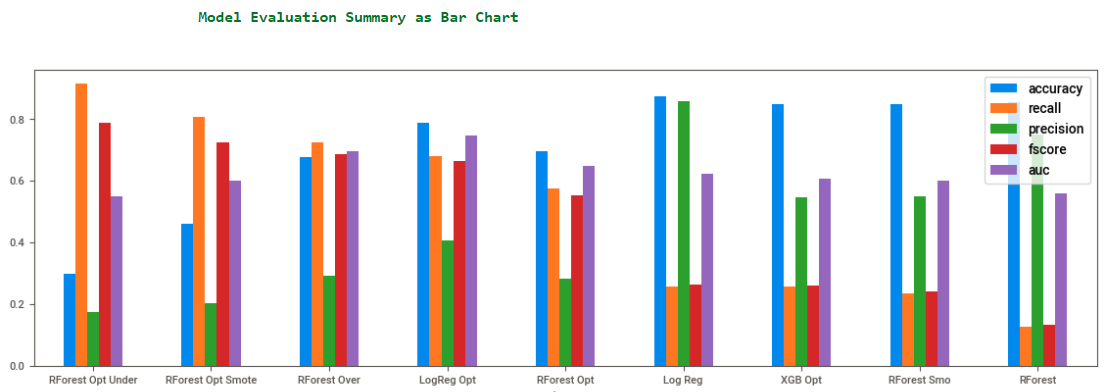 Model Evaluation Summary as Bar Chart
accuracy
recall
precision
fscore
auc
0.8
0.6
0.4
0.2
0.0
RForest Opt Under RForest Opt Smote RForest Over LogReg Opt RForest Opt Log Reg XGB Opt RForest Smo RForest